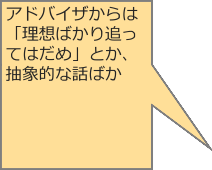 アドバイザからは
「理想ばかり追っ
てはだめ」とか、
抽象的な話ばか